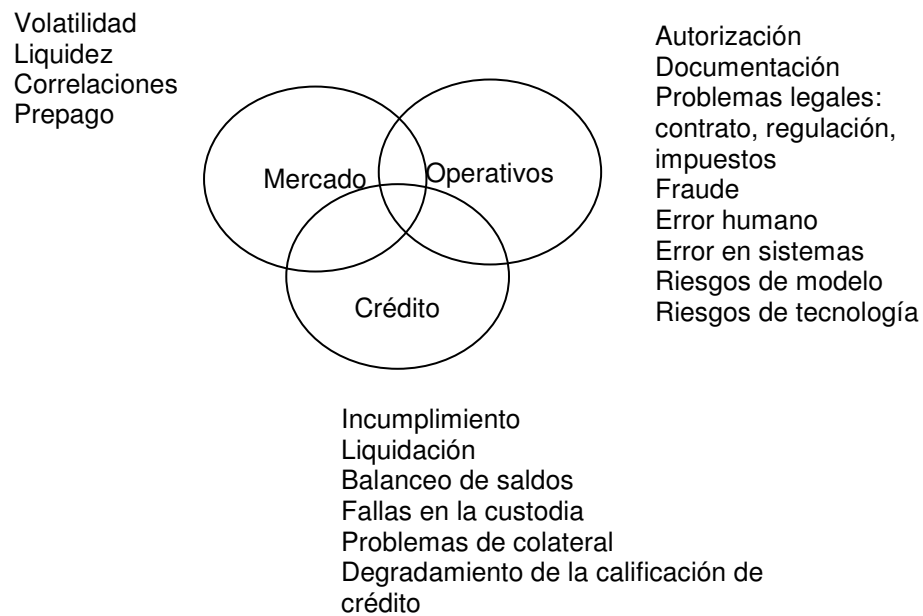 Volatilidad
Liquidez
Correlaciones
Prepago
Autorización
Documentación
Problemas legales:
contrato, regulación,
impuestos
Fraude
Error humano
Error en sistemas
Riesgos de modelo
Riesgos de tecnología
Mercado
Operativos
Crédito
Incumplimiento
Liquidación
Balanceo de saldos
Fallas en la custodia
Problemas de colateral
Degradamiento de la calificación de
crédito